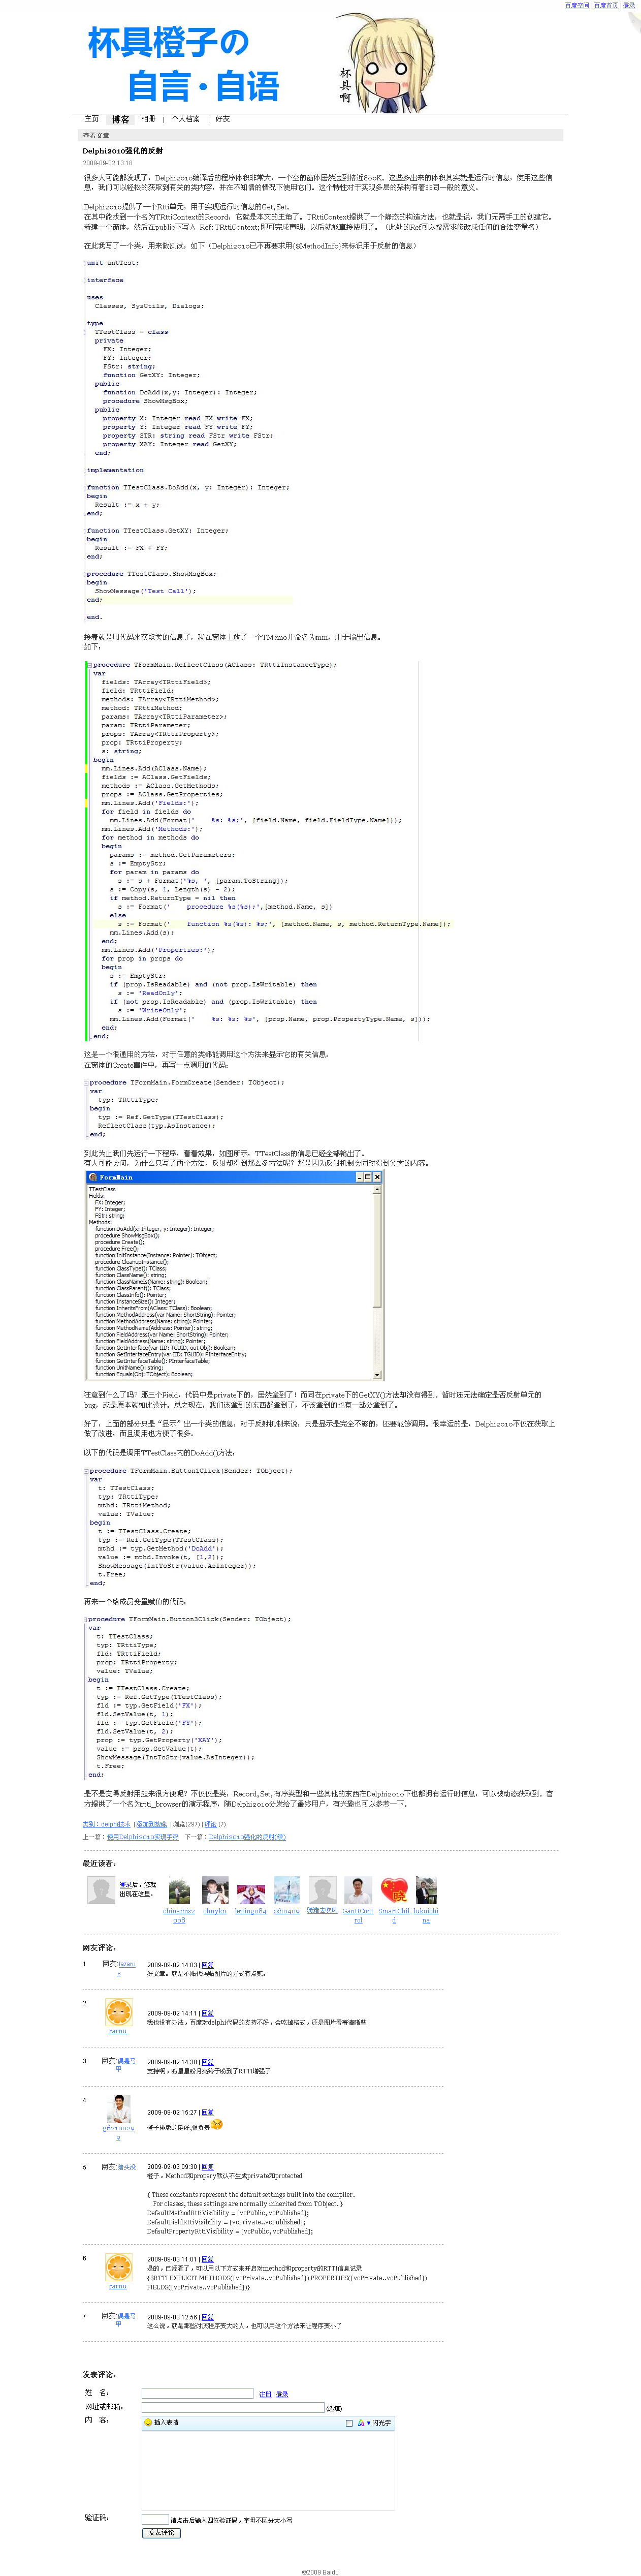 百度空间 | 百度首页 | 登录
杯具橙子の
自言·自语
杯具啊
主页 博客 相册 | 个人档案 | 好友
查看文章
Delphi2010强化的反射
2009-09-02 13:18
很多人可能都发现了，Delphi2010编译后的程序体积非常大，一个空的窗体居然达到接近800K。这些多出来的体积其实就是运行时信息，使用这些信
息，我们可以轻松的获取到有关的类内容，并在不知情的情况下使用它们。这个特性对于实现多层的架构有着非同一般的意义。
Delphi2010提供了一个Rtti单元，用于实现运行时信息的Get,Set。
在其中能找到一个名为TRttiContext的Record，它就是本文的主角了。TRttiContext提供了一个静态的构造方法，也就是说，我们无需手工的创建它。
新建一个窗体，然后在public下写入 Ref:TRttiContext;即可完成声明，以后就能直接使用了。（此处的Ref可以按需求修改成任何的合法变量名）
在此我写了一个类，用来做测试，如下（Delphi2010已不再要求用{$MethodInfo}来标识用于反射的信息）
unit untTest;
interface
uses
Classes, SysUtils, Dialogs;
type
TTestClass = class
private
FX: Integer;
FY: Integer;
FStr: string;
function GetXY: Integer;
public
function DoAdd(x,y: Integer): Integer;
procedure ShowMsgBox;
public
property X: Integer read FX write FX;
property Y: Integer read FY write FY;
property STR: string read FStr write FStr;
property XAY: Integer read GetXY;
end;
implementation
function TTestClass.DoAdd(x, y: Integer): Integer;
begin
Result := x + y;
end;
function TTestClass.GetXY: Integer;
begin
Result := FX + FY;
end;
procedure TTestClass.ShowMsgBox;
begin
ShowMessage('Test Call');
end;
end.
接着就是用代码来获取类的信息了，我在窗体上放了一个TMemo并命名为mm，用于输出信息。
如下：
procedure TFormMain.ReflectClass(AClass: TRttiInstanceType);
var
fields: TArray<TRttiField>;
field: TRttiField;
methods: TArray<TRttiMethod>;
method: TRttiMethod;
params: TArray<TRttiParameter>;
param: TRttiParameter;
props: TArray<TRttiProperty>;
prop: TRttiProperty;
s: string;
begin
mm.Lines.Add(AClass.Name);
fields := AClass.GetFields;
methods := AClass.GetMethods;
props := AClass.GetProperties;
mm.Lines.Add('Fields:');
for field in fields do
mm.Lines.Add(Format('    %s: %s;', [field.Name, field.FieldType.Name]));
mm.Lines.Add('Methods:');
for method in methods do
begin
params := method.GetParameters;
s := EmptyStr;
for param in params do
s := s + Format('%s, ', [param.ToString]);
s := Copy(s, 1, Length(s) - 2);
if method.ReturnType = nil then
s := Format('    procedure %s(%s);',[method.Name, s])
else
s := Format('    function %s(%s): %s;', [method.Name, s, method.ReturnType.Name]);
mm.Lines.Add(s);
end;
mm.Lines.Add('Properties:');
for prop in props do
begin
s := EmptyStr;
if (prop.IsReadable) and (not prop.IsWritable) then
s := 'ReadOnly';
if (not prop.IsReadable) and (prop.IsWritable) then
s := 'WriteOnly';
mm.Lines.Add(Format('    %s: %s; %s', [prop.Name, prop.PropertyType.Name, s]));
end;
end;
这是一个很通用的方法，对于任意的类都能调用这个方法来显示它的有关信息。
在窗体的Create事件中，再写一点调用的代码：
procedure TFormMain.FormCreate(Sender: TObject);
var
typ: TRttiType;
begin
typ := Ref.GetType(TTestClass);
ReflectClass(typ.AsInstance);
end;
到此为止我们先运行一下程序，看看效果，如图所示，TTestClass的信息已经全部输出了。
有人可能会问，为什么只写了两个方法，反射却得到那么多方法呢？那是因为反射机制会同时得到父类的内容。
FormMain
TTestClass
Fields:
FX: Integer;
FY: Integer;
FStr: string;
Methods:
function DoAdd(x: Integer, y: Integer): Integer;
procedure ShowMsgBox();
procedure Create();
procedure Free();
function InitInstance(Instance: Pointer): TObject;
procedure CleanupInstance();
function ClassType(): TClass;
function ClassName(): string;
function ClassNameIs(Name: string): Boolean;
function ClassParent(): TClass;
function ClassInfo(): Pointer;
function InstanceSize(): Integer;
function InheritsFrom(AClass: TClass): Boolean;
function MethodAddress(var Name: ShortString): Pointer;
function MethodAddress(Name: string): Pointer;
function MethodName(Address: Pointer): string;
function FieldAddress(var Name: ShortString): Pointer;
function FieldAddress(Name: string): Pointer;
function GetInterface(var IID: TGUID, out Obj): Boolean;
function GetInterfaceEntry(var IID: TGUID): PInterfaceEntry;
function GetInterfaceTable(): PInterfaceTable;
function UnitName(): string;
function Equals(Obj: TObject): Boolean;
注意到什么了吗？那三个Field，代码中是private下的，居然拿到了！而同在private下的GetXY()方法却没有得到。暂时还无法确定是否反射单元的
bug，或是原本就如此设计。总之现在，我们该拿到的东西都拿到了，不该拿到的也有一部分拿到了。
好了，上面的部分只是“显示”出一个类的信息，对于反射机制来说，只是显示是完全不够的，还要能够调用。很幸运的是，Delphi2010不仅在获取上
做了改进，而且调用也方便了很多。
以下的代码是调用TTestClass内的DoAdd()方法：
procedure TFormMain.Button1Click(Sender: TObject);
var
t: TTestClass;
typ: TRttiType;
mthd: TRttiMethod;
value: TValue;
begin
t := TTestClass.Create;
typ := Ref.GetType(TTestClass);
mthd := typ.GetMethod('DoAdd');
value := mthd.Invoke(t, [1,2]);
ShowMessage(IntToStr(value.AsInteger));
t.Free;
end;
再来一个给成员变量赋值的代码：
procedure TFormMain.Button3Click(Sender: TObject);
var
t: TTestClass;
typ: TRttiType;
fld: TRttiField;
prop: TRttiProperty;
value: TValue;
begin
t := TTestClass.Create;
typ := Ref.GetType(TTestClass);
fld := typ.GetField('FX');
fld.SetValue(t, 1);
fld := typ.GetField('FY');
fld.SetValue(t, 2);
prop := typ.GetProperty('XAY');
value := prop.GetValue(t);
ShowMessage(IntToStr(value.AsInteger));
t.Free;
end;
是不是觉得反射用起来很方便呢？不仅仅是类，Record,Set,有序类型和一些其他的东西在Delphi2010下也都拥有运行时信息，可以被动态获取到。官
方提供了一个名为rtti_browser的演示程序，随Delphi2010分发给了最终用户，有兴趣也可以参考一下。
类别：delphi技术 | 添加到搜藏 | 浏览(297) | 评论 (7)
上一篇：使用Delphi2010实现手势 下一篇：Delphi2010强化的反射(续)
最近读者：
登录后，您就
出现在这里。
chinamic2008
chnykn
leiting084
zsho409
骑猪去吹风
GanttControl
SmartChild
lukuichina
网友评论：
1 网友:lazarus 2009-09-02 14:03 | 回复
好文章。就是不贴代码贴图片的方式有点贰。
2 rarnu 2009-09-02 14:11 | 回复
我也没有办法，百度对delphi代码的支持不好，会吃掉格式，还是图片看着清晰些
3 网友:偶是马甲 2009-09-02 14:38 | 回复
支持啊，盼星星盼月亮终于盼到了RTTI增强了
4 g62100209 2009-09-02 15:27 | 回复
橙子排版的挺好,很负责
5 2009-09-03 09:30 | 回复
橙子，Method和propery默认不生成private和protected
{ These constants represent the default settings built into the compiler.
For classes, these settings are normally inherited from TObject. }
DefaultMethodRttiVisibility = [vcPublic, vcPublished];
DefaultFieldRttiVisibility = [vcPrivate..vcPublished];
DefaultPropertyRttiVisibility = [vcPublic, vcPublished];
6 rarnu 2009-09-03 11:01 | 回复
是的，已经看了，可以用以下方式来开启对method和property的RTTI信息记录
{$RTTI EXPLICIT METHODS([vcPrivate..vcPublished]) PROPERTIES([vcPrivate..vcPublished])
FIELDS([vcPrivate..vcPublished])}
7 网友:偶是马甲 2009-09-03 12:56 | 回复
这么说，就是那些讨厌程序变大的人，也可以用这个方法来让程序变小了
发表评论：
姓 名： 注册 | 登录
网址或邮箱： (选填)
内 容： 插入表情 闪光字
验证码： 请点击后输入四位验证码，字母不区分大小写
发表评论
©2009 Baidu